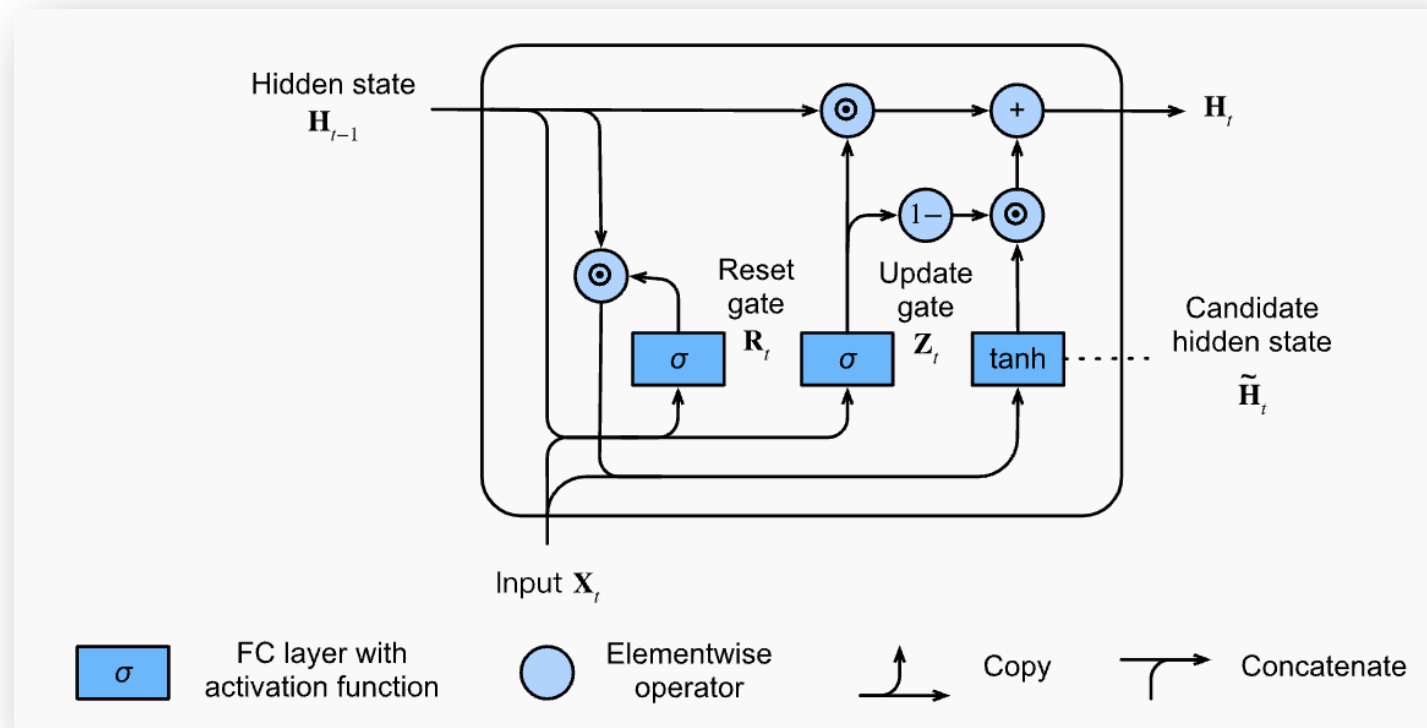 Hidden state
H_{t-1}
⊙
+
H_t
1−
⊙
⊙
Reset
gate
R_t
Update
gate
Z_t
Candidate
hidden state
H̃_t
σ
σ
tanh
Input X_t
σ
FC layer with
activation function
Elementwise
operator
Copy
Concatenate